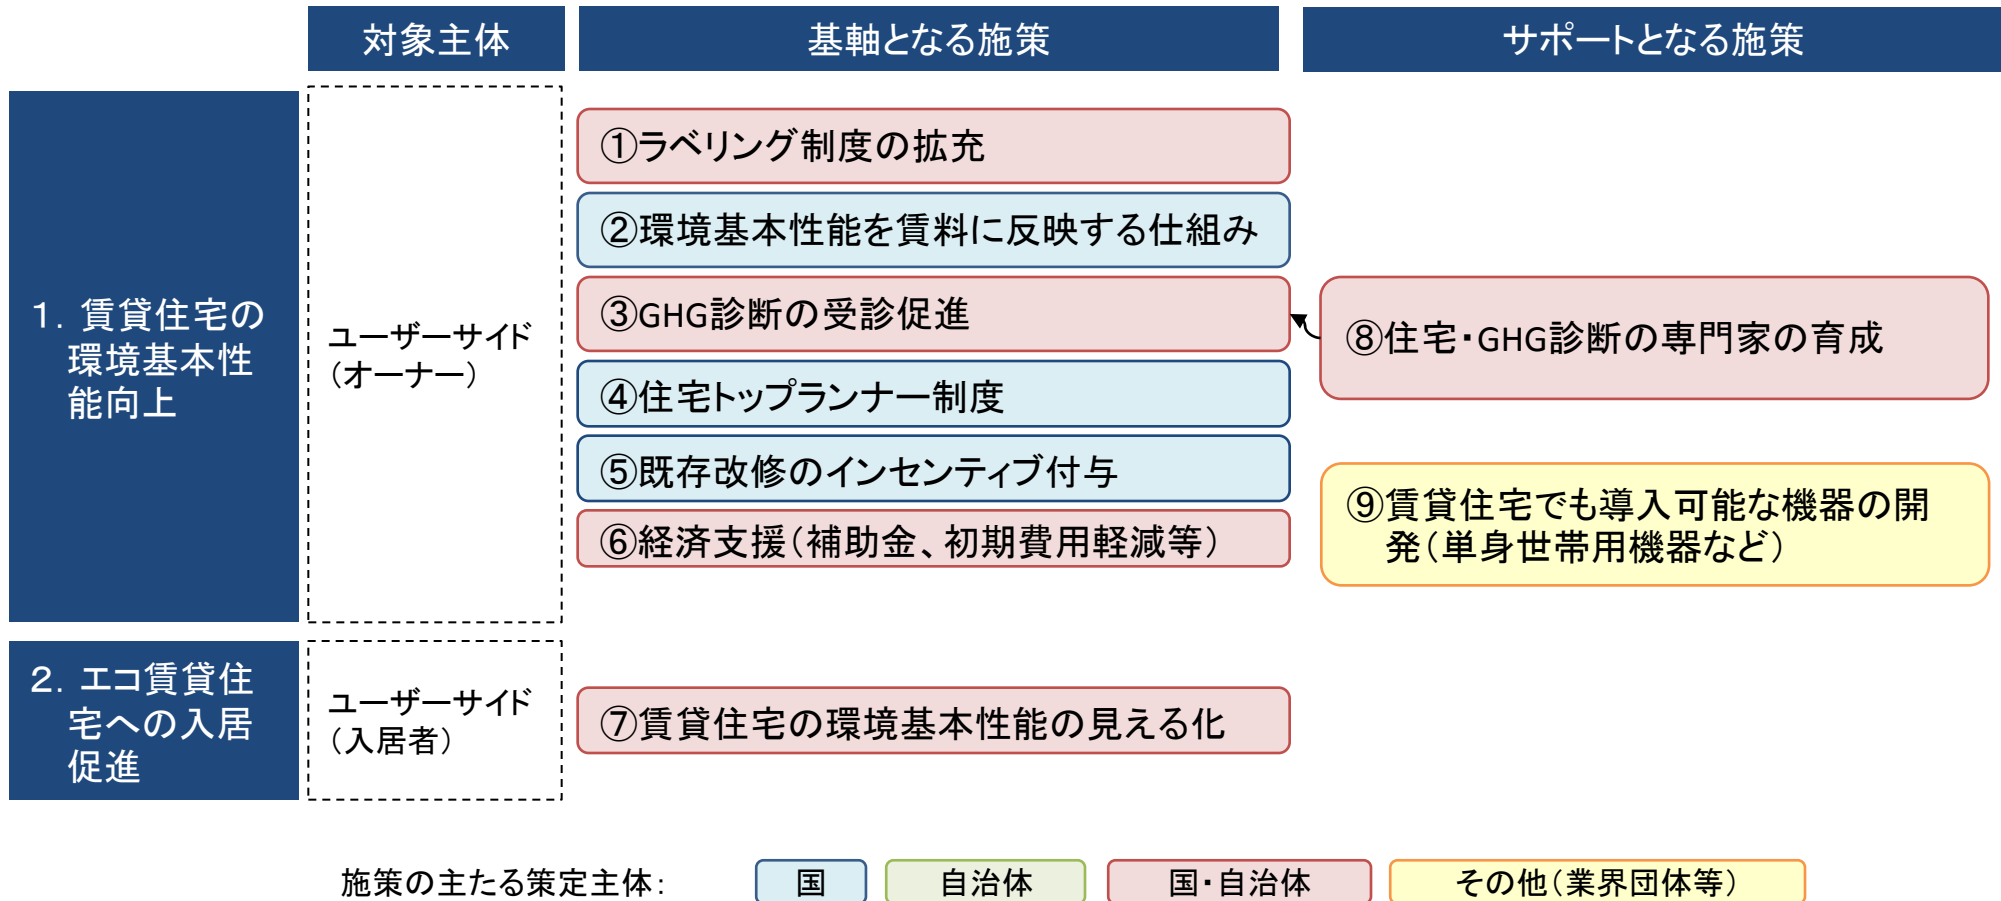 対象主体
基軸となる施策
サポートとなる施策
1．賃貸住宅の
環境基本性
能向上
ユーザーサイド
（オーナー）
①ラベリング制度の拡充
②環境基本性能を賃料に反映する仕組み
③GHG診断の受診促進
④住宅トップランナー制度
⑤既存改修のインセンティブ付与
⑥経済支援（補助金、初期費用軽減等）
⑧住宅・GHG診断の専門家の育成
⑨賃貸住宅でも導入可能な機器の開
発（単身世帯用機器など）
2．エコ賃貸住
宅への入居
促進
ユーザーサイド
（入居者）
⑦賃貸住宅の環境基本性能の見える化
施策の主たる策定主体：
国
自治体
国・自治体
その他（業界団体等）